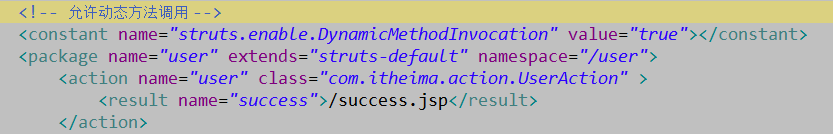 <!-- 允许动态方法调用 -->
<constant name="struts.enable.DynamicMethodInvocation" value="true"></constant>
<package name="user" extends="struts-default" namespace="/user">
<action name="user" class="com.itheima.action.UserAction" >
<result name="success">/success.jsp</result>
</action>